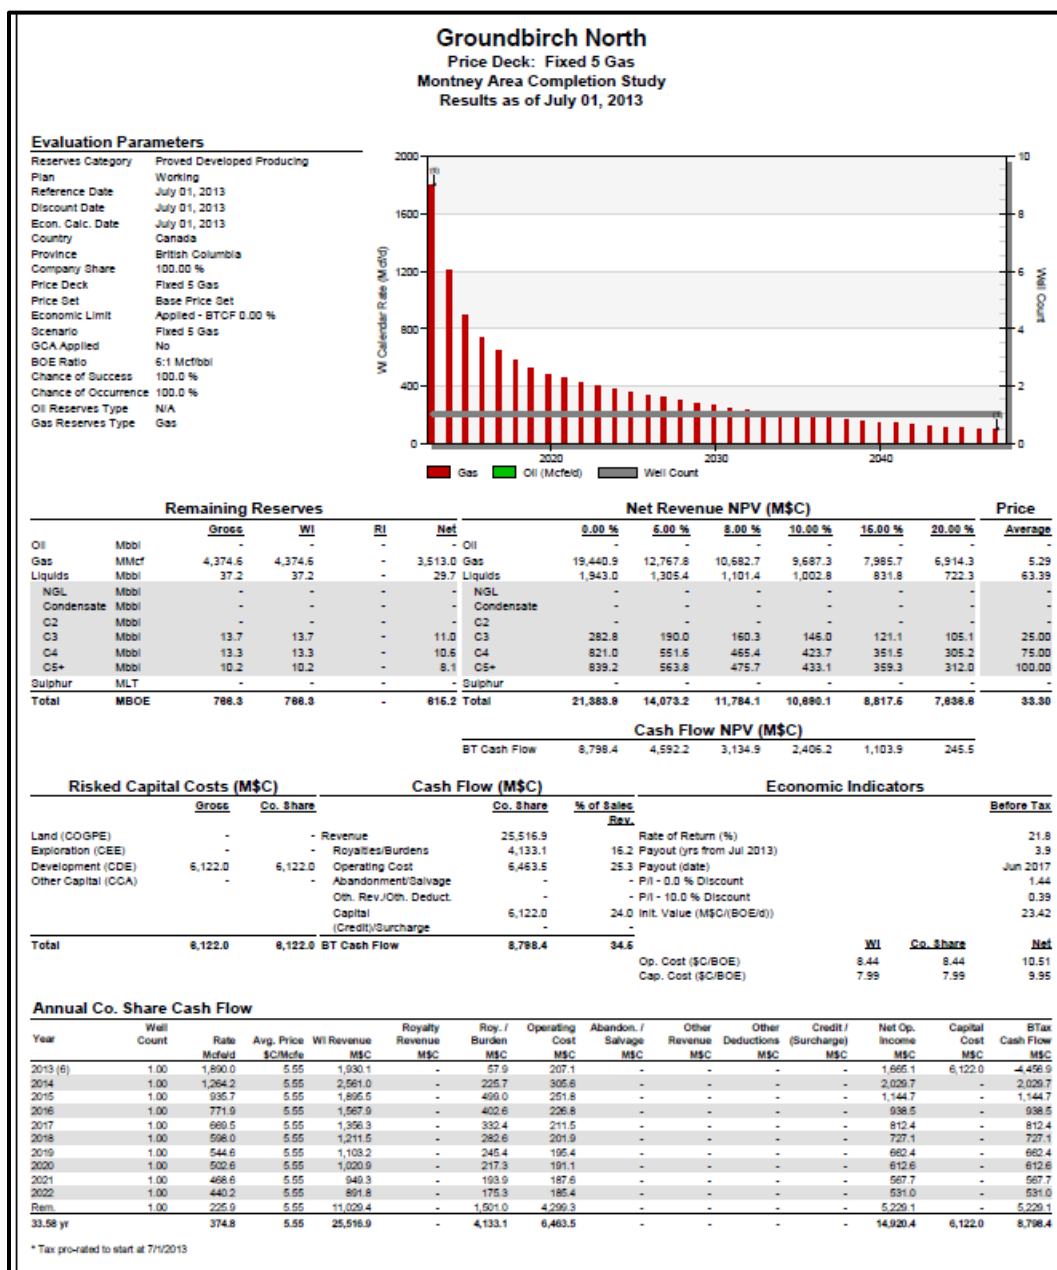 Groundbirch North
Price Deck: Fixed 5 Gas
Montney Area Completion Study
Results as of July 01, 2013
Evaluation Parameters
Reserves Category Proved Developed Producing
Plan Working
Reference Date July 01, 2013
Discount Date July 01, 2013
Econ. Calc. Date July 01, 2013
Country Canada
Province British Columbia
Company Share 100.00 %
Price Deck Fixed 5 Gas
Price Set Base Price Set
Economic Limit Applied - BTCF 0.00 %
Scenario Fixed 5 Gas
GCA Applied No
BOE Ratio 6:1 Mcf/bbl
Chance of Success 100.0 %
Chance of Occurrence 100.0 %
Oil Reserves Type N/A
Gas Reserves Type Gas
WI Calendar Rate (Mcf/d)
2000
1600
1200
800
400
0
10
8
6
4
2
0
Well Count
2020 2030 2040
Gas Oil (Mcfe/d) Well Count
Remaining Reserves
Gross WI RI Net
Oil Mbbl - - - -
Gas MMcf 4,374.6 4,374.6 - 3,513.0
Liquids Mbbl 37.2 37.2 - 29.7
NGL Mbbl - - - -
Condensate Mbbl - - - -
C2 Mbbl - - - -
C3 Mbbl 13.7 13.7 - 11.0
C4 Mbbl 13.3 13.3 - 10.6
C5+ Mbbl 10.2 10.2 - 8.1
Sulphur MLT - - - -
Total MBOE 766.3 766.3 - 615.2
Net Revenue NPV (M$C) Price
0.00 % 5.00 % 8.00 % 10.00 % 15.00 % 20.00 % Average
Oil - - - - - - -
Gas 19,440.9 12,767.8 10,682.7 9,687.3 7,985.7 6,914.3 5.29
Liquids 1,943.0 1,305.4 1,101.4 1,002.8 831.8 722.3 63.39
NGL - - - - - - -
Condensate - - - - - - -
C2 - - - - - - -
C3 282.8 190.0 160.3 146.0 121.1 105.1 25.00
C4 821.0 551.6 465.4 423.7 351.5 305.2 75.00
C5+ 839.2 563.8 475.7 433.1 359.3 312.0 100.00
Sulphur - - - - - - -
Total 21,383.9 14,073.2 11,784.1 10,690.1 8,817.5 7,636.6 33.30
Cash Flow NPV (M$C)
BT Cash Flow 8,798.4 4,592.2 3,134.9 2,406.2 1,103.9 245.5
Risked Capital Costs (M$C)
Gross Co. Share
Land (COGPE) - -
Exploration (CEE) - -
Development (CDE) 6,122.0 6,122.0
Other Capital (CCA) - -
Total 6,122.0 6,122.0
Cash Flow (M$C)
Co. Share % of Sales Rev.
Revenue 25,516.9
Royalties/Burdens 4,133.1 16.2
Operating Cost 6,463.5 25.3
Abandonment/Salvage - -
Oth. Rev./Oth. Deduct. - -
Capital 6,122.0 24.0
(Credit)/Surcharge - -
BT Cash Flow 8,798.4 34.5
Economic Indicators
Before Tax
Rate of Return (%) 21.8
Payout (yrs from Jul 2013) 3.9
Payout (date) Jun 2017
P/I - 0.0 % Discount 1.44
P/I - 10.0 % Discount 0.39
Init. Value (M$C/(BOE/d)) 23.42
WI Co. Share Net
Op. Cost ($C/BOE) 8.44 8.44 10.51
Cap. Cost ($C/BOE) 7.99 7.99 9.95
Annual Co. Share Cash Flow
Year Well Count Rate Avg. Price WI Revenue Royalty Revenue Roy. / Burden Operating Cost Abandon. / Salvage Other Revenue Other Deductions Credit / (Surcharge) Net Op. Income Capital Cost BTax Cash Flow
Mcfe/d $C/Mcfe M$C M$C M$C M$C M$C M$C M$C M$C M$C M$C M$C
2013 (6) 1.00 1,890.0 5.55 1,930.1 - 57.9 207.1 - - - - 1,665.1 6,122.0 -4,456.9
2014 1.00 1,264.2 5.55 2,561.0 - 225.7 305.6 - - - - 2,029.7 - 2,029.7
2015 1.00 935.7 5.55 1,895.5 - 499.0 251.8 - - - - 1,144.7 - 1,144.7
2016 1.00 771.9 5.55 1,567.9 - 402.6 226.8 - - - - 938.5 - 938.5
2017 1.00 669.5 5.55 1,356.3 - 332.4 211.5 - - - - 812.4 - 812.4
2018 1.00 598.0 5.55 1,211.5 - 282.6 201.9 - - - - 727.1 - 727.1
2019 1.00 544.6 5.55 1,103.2 - 245.4 195.4 - - - - 662.4 - 662.4
2020 1.00 502.6 5.55 1,020.9 - 217.3 191.1 - - - - 612.6 - 612.6
2021 1.00 468.6 5.55 949.3 - 193.9 187.6 - - - - 567.7 - 567.7
2022 1.00 440.2 5.55 891.8 - 175.3 185.4 - - - - 531.0 - 531.0
Rem. 1.00 225.9 5.55 11,029.4 - 1,501.0 4,299.3 - - - - 5,229.1 - 5,229.1
33.58 yr 374.8 5.55 25,516.9 - 4,133.1 6,463.5 - - - - 14,920.4 6,122.0 8,798.4
* Tax pro-rated to start at 7/1/2013